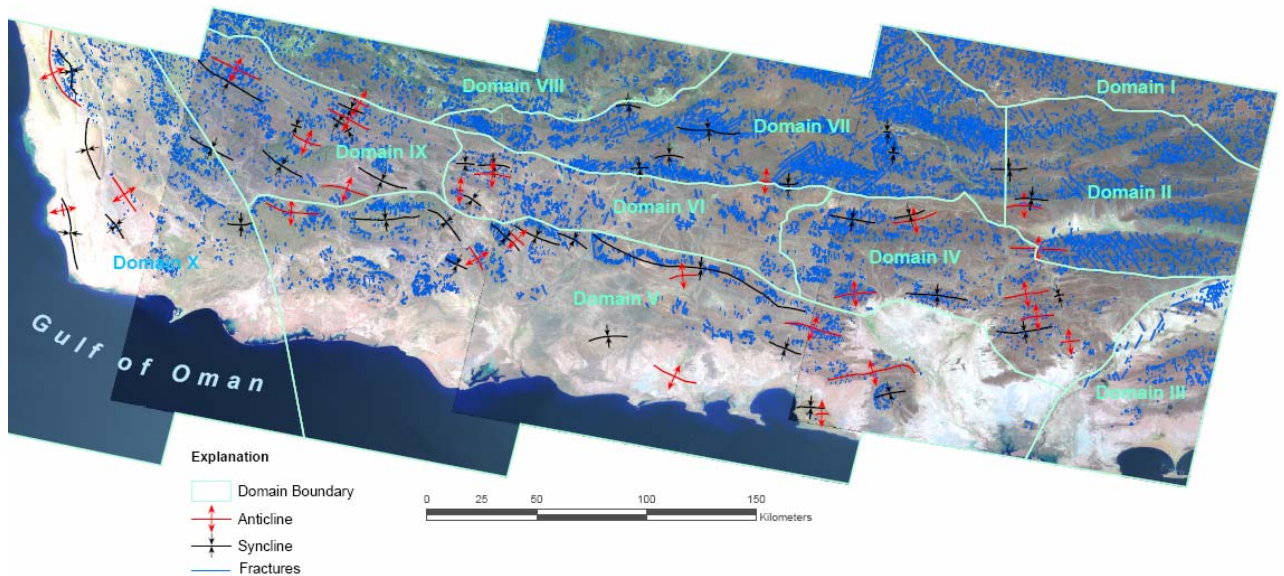 Domain I
Domain VIII
Domain VII
Domain IX
Domain II
Domain VI
Domain IV
Domain X
Domain V
Domain III
Gulf of Oman
Explanation
Domain Boundary
Anticline
Syncline
Fractures
0 25 50 100 150
Kilometers